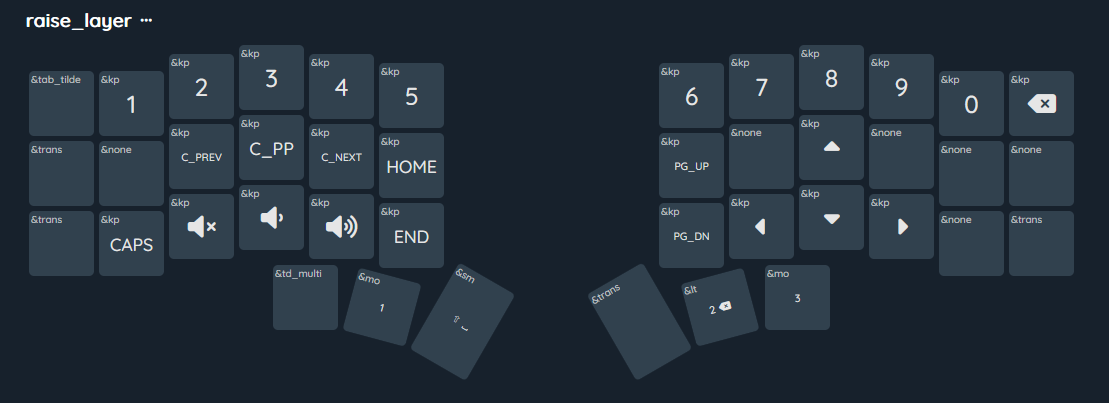 raise_layer ···
&tab_tilde &kp 1 &kp 2 &kp 3 &kp 4 &kp 5 &kp 6 &kp 7 &kp 8 &kp 9 &kp 0 &kp
&trans &none &kp C_PREV &kp C_PP &kp C_NEXT &kp HOME &kp PG_UP &none &kp &none &none &none
&trans &kp CAPS &kp &kp &kp &kp END &kp PG_DN &kp &kp &kp &none &trans
&td_multi &mo 1 &sm &trans &lt 2 &mo 3